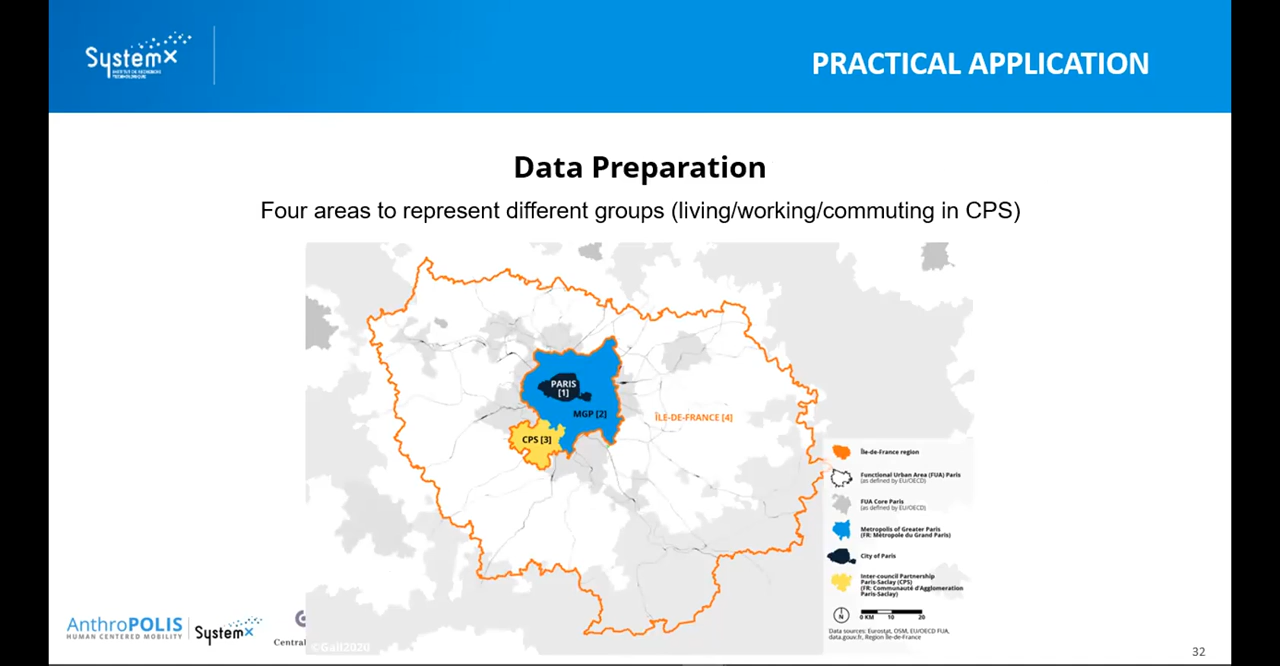 SystemX
INSTITUT DE RECHERCHE
TECHNOLOGIQUE
PRACTICAL APPLICATION
Data Preparation
Four areas to represent different groups (living/working/commuting in CPS)
PARIS
[1]
MGP [2]
ÎLE-DE-FRANCE [4]
CPS [3]
Île-de-France region
Functional Urban Area (FUA) Paris
(as defined by EU/OECD)
FUA Core Paris
(as defined by EU/OECD)
Metropolis of Greater Paris
(FR: Métropole du Grand Paris)
City of Paris
Inter-council Partnership
Paris-Saclay (CPS)
(FR: Communauté d'Agglomeration
Paris-Saclay)
N
0 KM 10 20
Data sources: Eurostat, OSM, EU/OECD FUA,
data.gouv.fr, Region Île-de-France
AnthroPOLIS
HUMAN CENTERED MOBILITY
SystemX
Central
©Gall2020
32